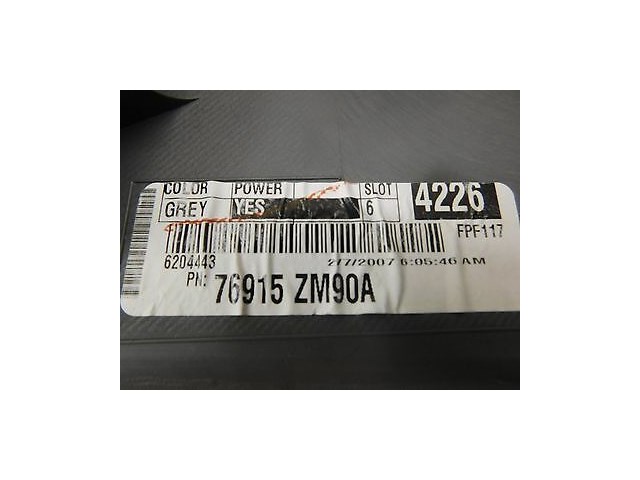 COLOR POWER SLOT 4226
GREY YES 6
FPF117
6204443 2/7/2007 6:05:46 AM
PN: 76915 ZM90A